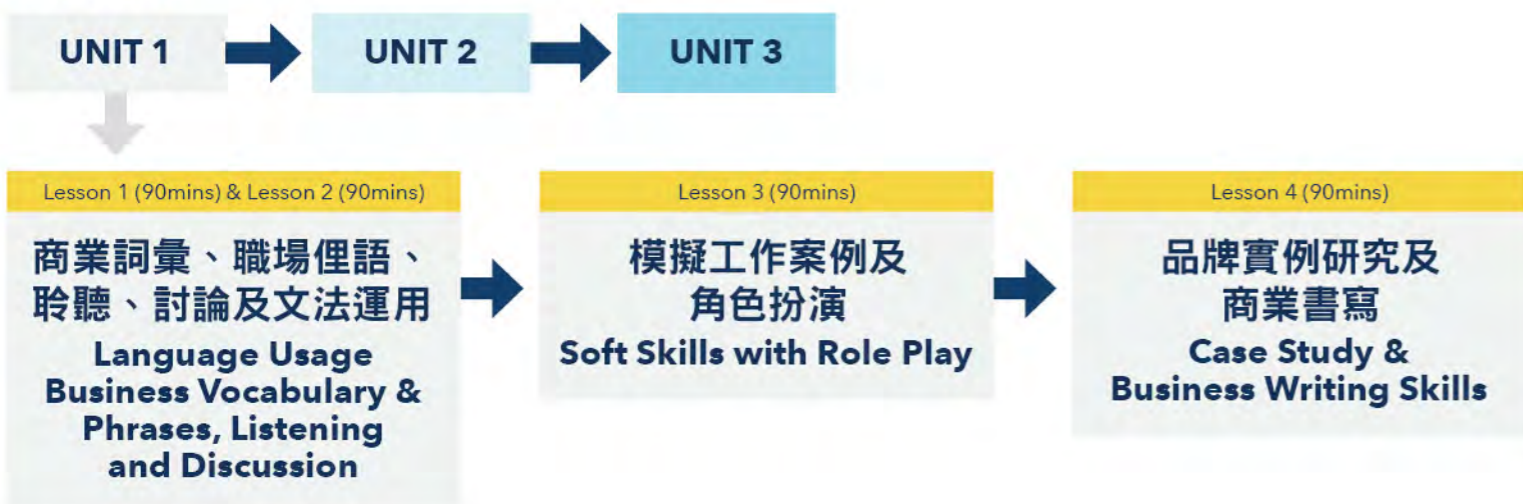 UNIT 1
UNIT 2
UNIT 3
Lesson 1 (90mins) & Lesson 2 (90mins)
商業詞彙、職場俚語、
聆聽、討論及文法運用
Language Usage
Business Vocabulary &
Phrases, Listening
and Discussion
Lesson 3 (90mins)
模擬工作案例及
角色扮演
Soft Skills with Role Play
Lesson 4 (90mins)
品牌實例研究及
商業書寫
Case Study &
Business Writing Skills